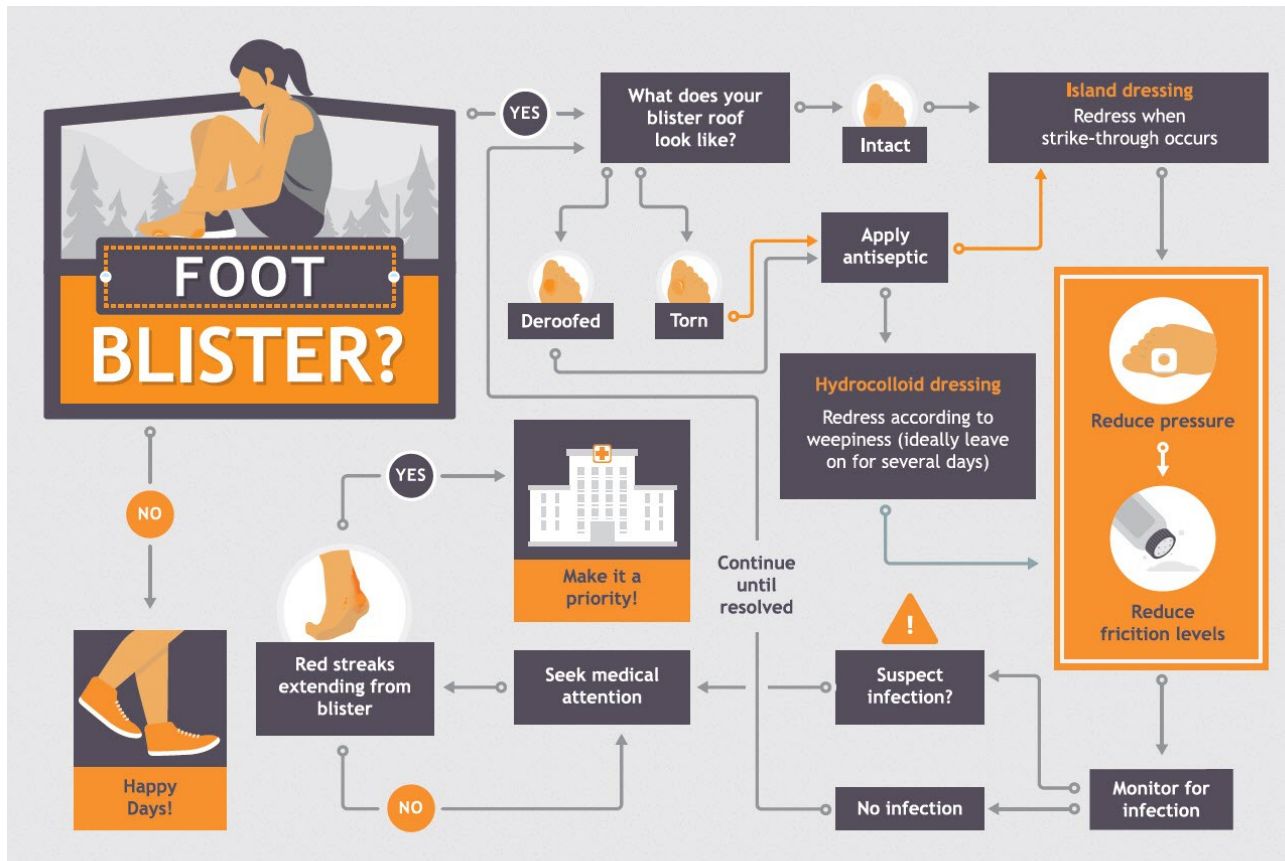 FOOT
BLISTER?
YES
What does your
blister roof
look like?
Intact
Island dressing
Redress when
strike-through occurs
Deroofed
Torn
Apply
antiseptic
Hydrocolloid dressing
Redress according to
weepiness (ideally leave
on for several days)
Reduce pressure
Reduce
fricition levels
Monitor for
infection
!
Suspect
infection?
No infection
Continue
until
resolved
Seek medical
attention
Red streaks
extending from
blister
YES
Make it a
priority!
NO
NO
Happy
Days!